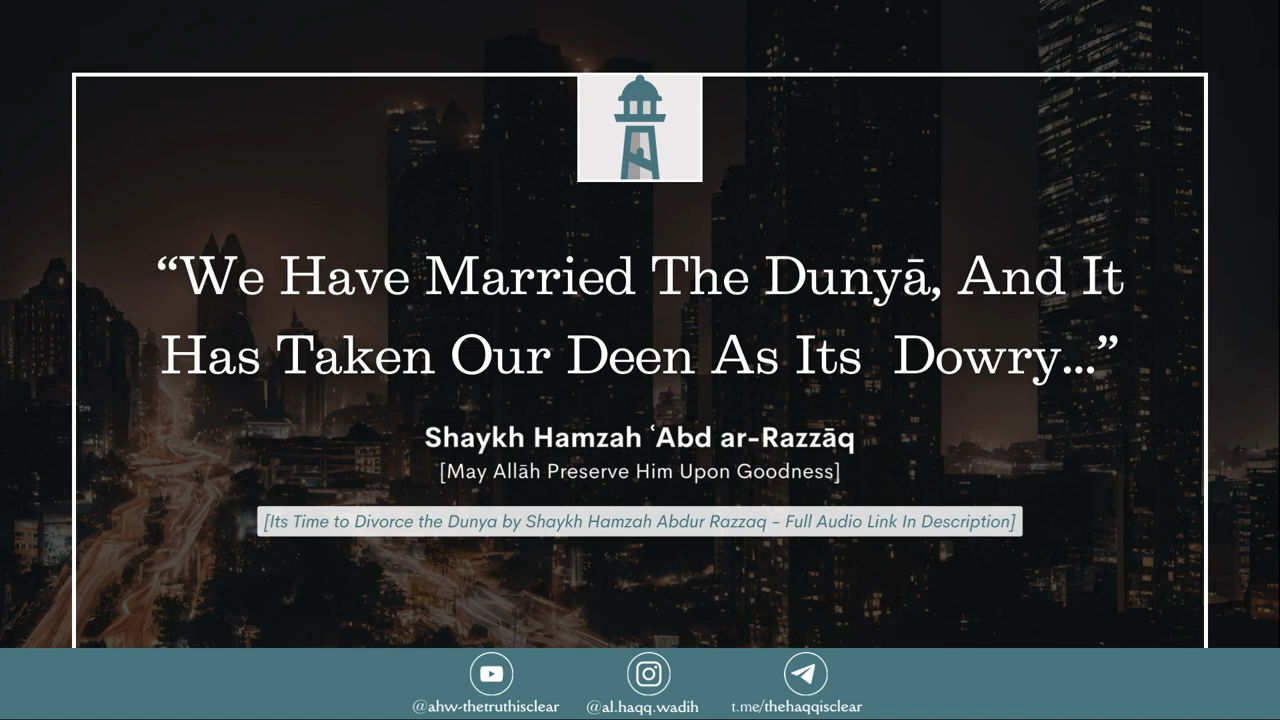 “We Have Married The Dunyā, And It
Has Taken Our Deen As Its  Dowry...”
Shaykh Hamzah ʿAbd ar-Razzāq
[May Allāh Preserve Him Upon Goodness]
[Its Time to Divorce the Dunya by Shaykh Hamzah Abdur Razzaq - Full Audio Link In Description]
@ahw-thetruthisclear @al.haqq.wadih t.me/thehaqqisclear